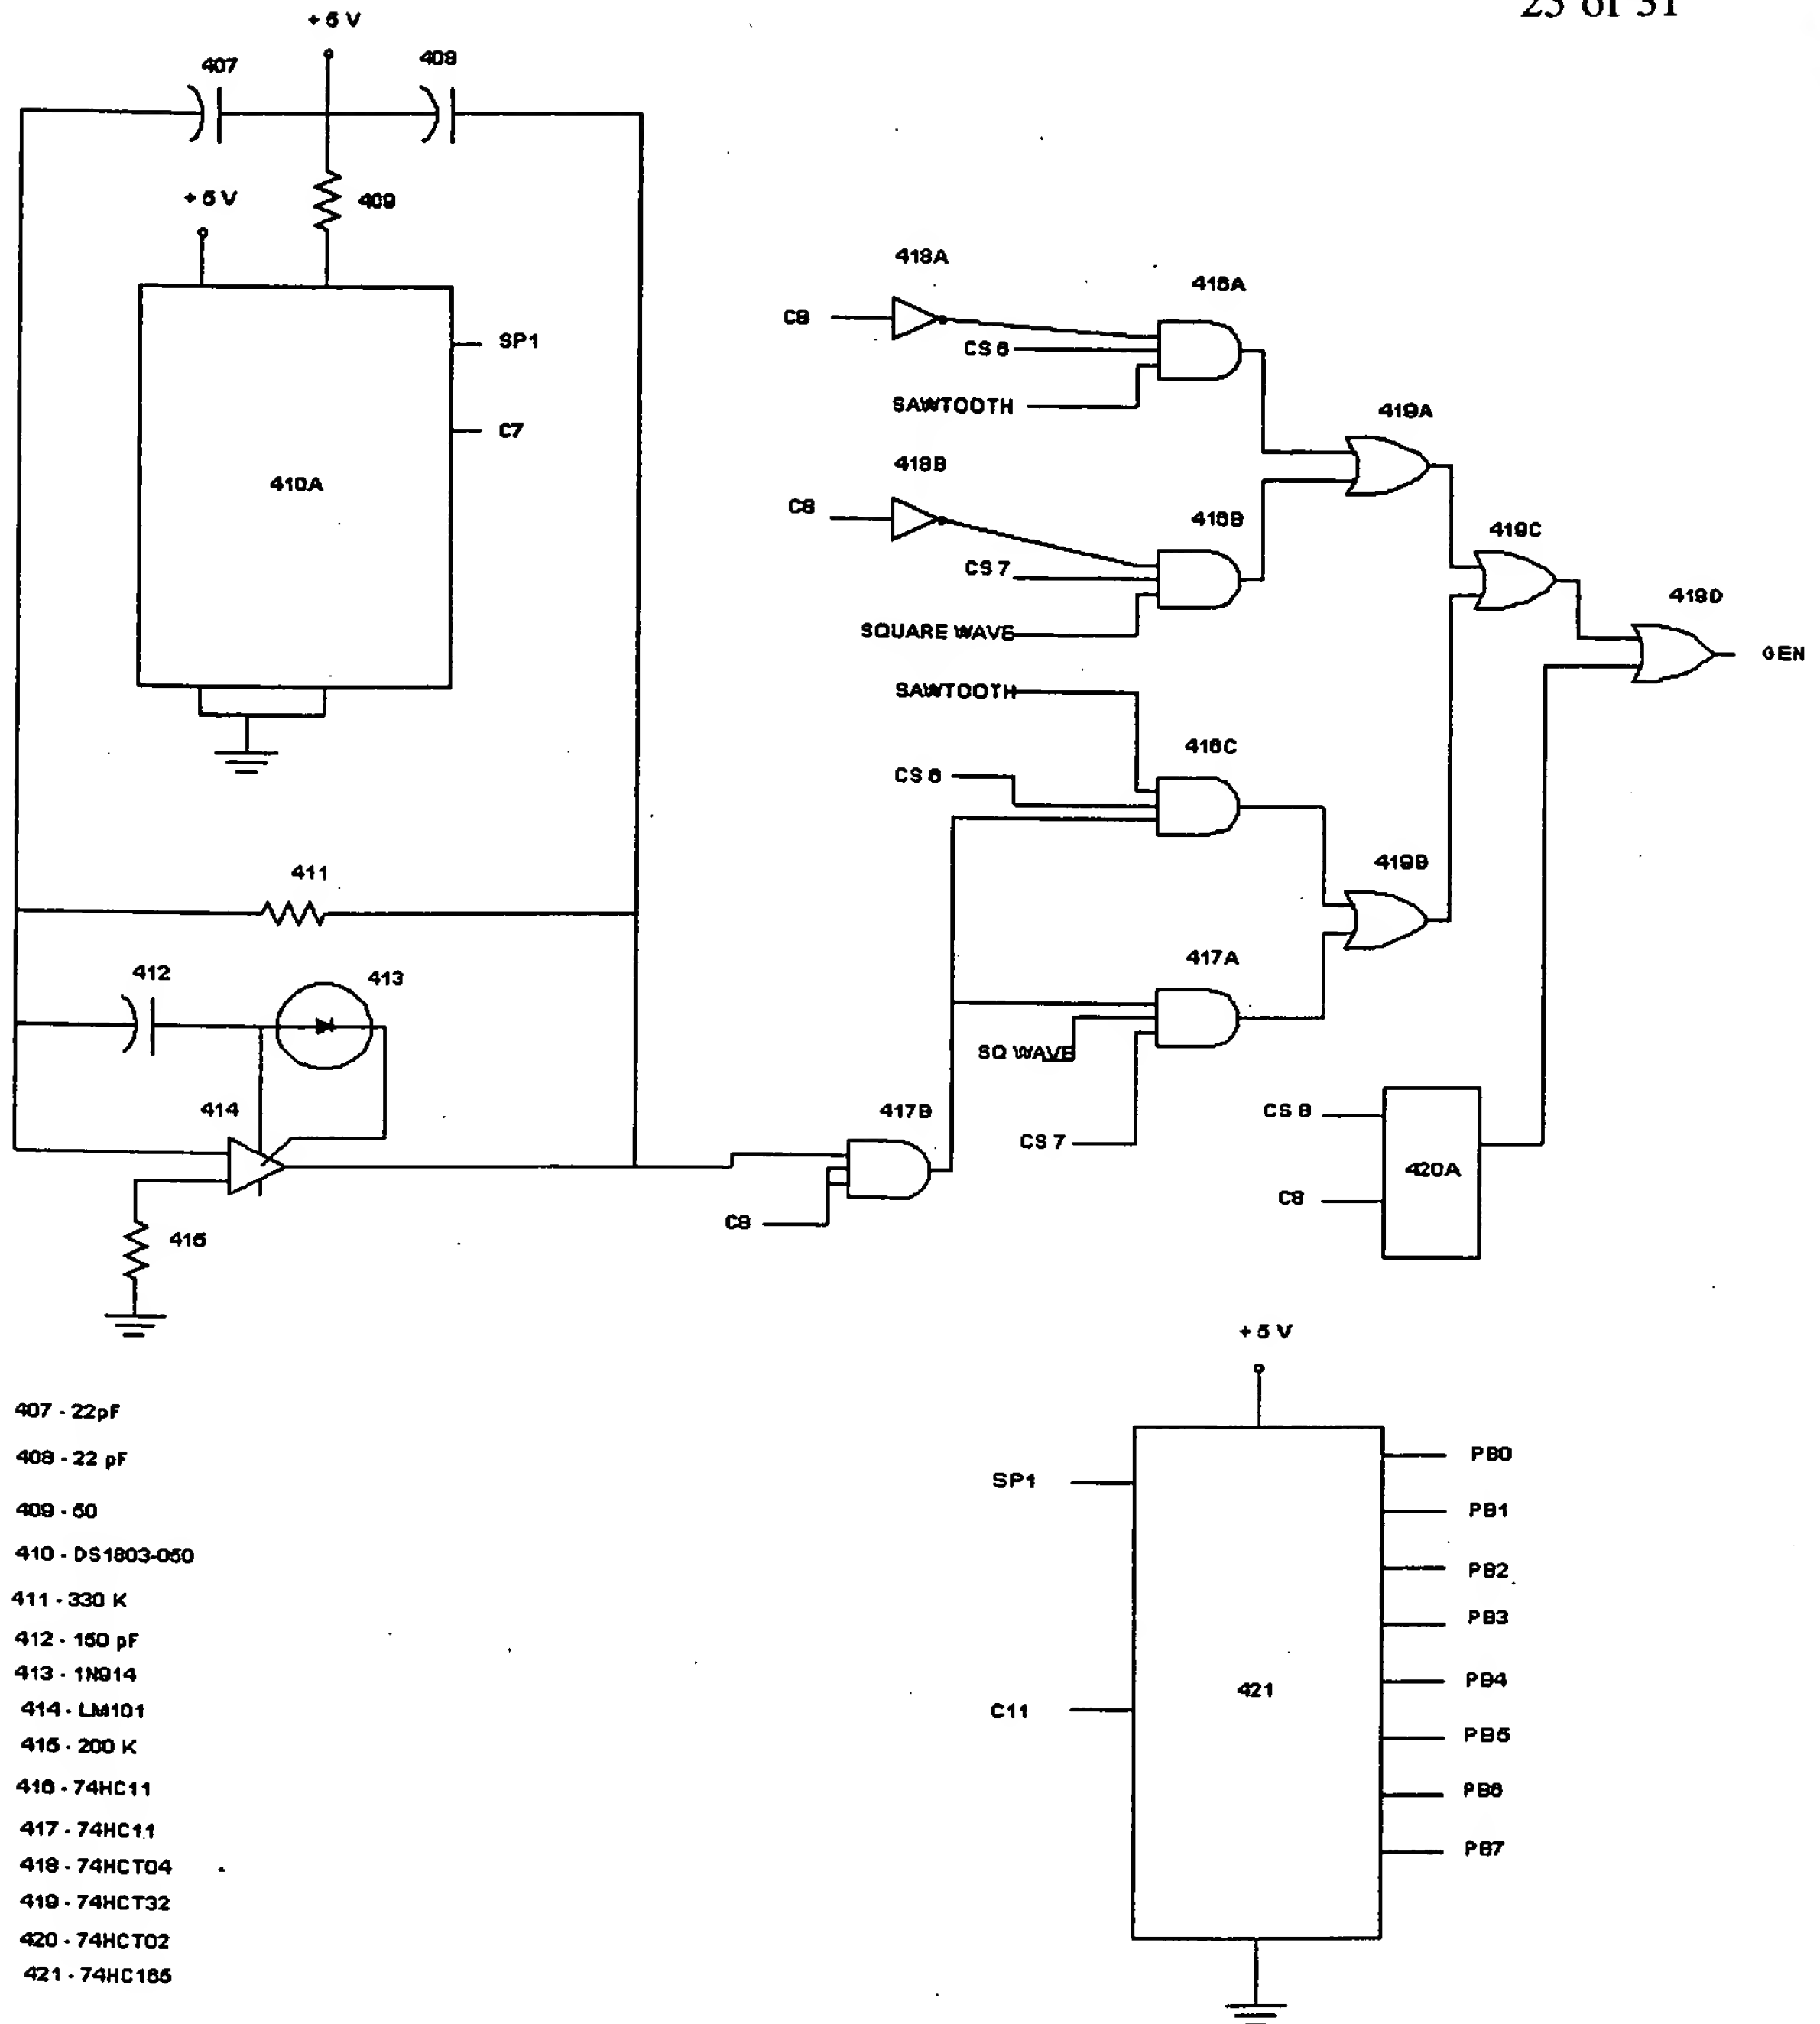 of 31
+ 5 V
407
408
+ 5 V
409
SP1
C7
410A
418A
416A
C8
CS 6
SAWTOOTH
419A
418B
416B
C8
CS 7
419C
SQUARE WAVE
419D
GEN
SAWTOOTH
416C
CS 6
419B
411
417A
412
413
SQ WAVE
414
417B
CS 7
CS 8
420A
C8
C8
415
+ 5 V
407 - 22pF
408 - 22 pF
409 - 50
410 - DS1803-050
411 - 330 K
412 - 150 pF
413 - 1N914
414 - LM101
415 - 200 K
416 - 74HC11
417 - 74HC11
418 - 74HCT04
419 - 74HCT32
420 - 74HCT02
421 - 74HC165
SP1
C11
421
PB0
PB1
PB2
PB3
PB4
PB5
PB6
PB7